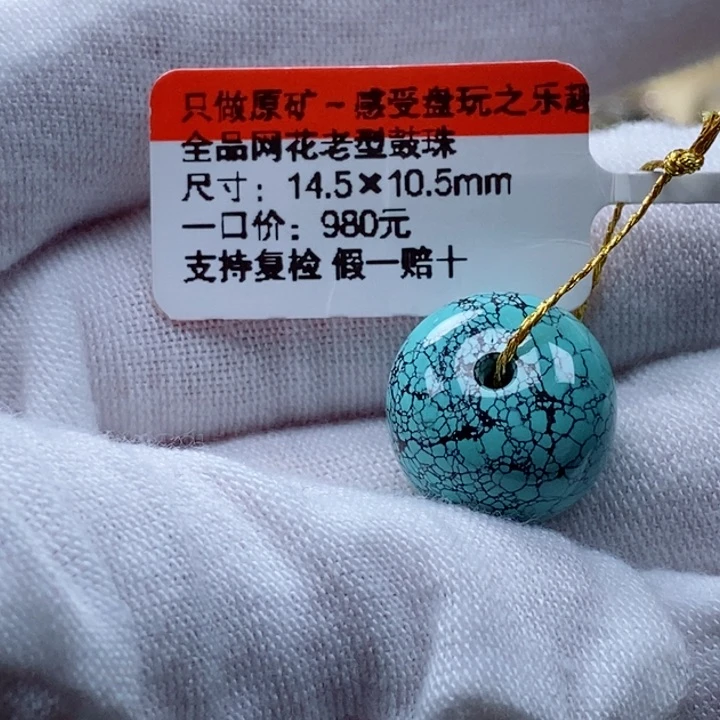 只做原矿~感受盘玩之乐趣
全品网花老型鼓珠
尺寸：14.5×10.5mm
一口价：980元
支持复检 假一赔十